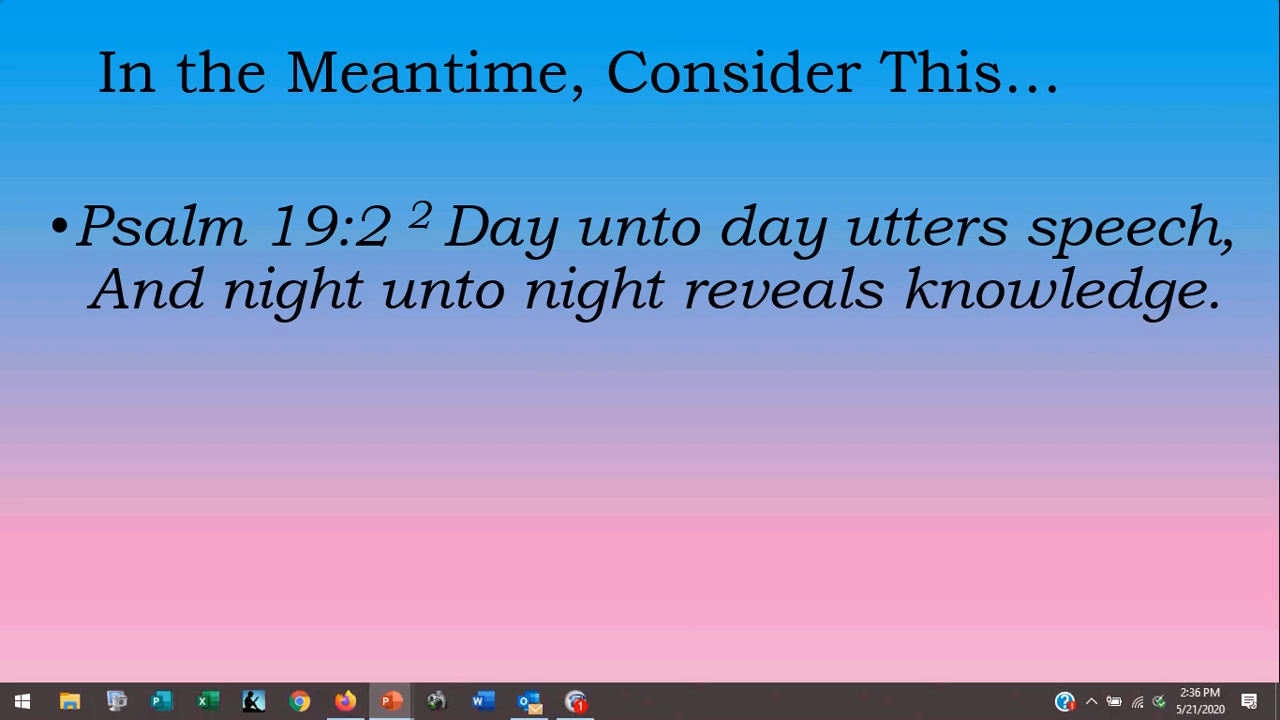 In the Meantime, Consider This…
•Psalm 19:2 ² Day unto day utters speech,
And night unto night reveals knowledge.
2:36 PM
5/21/2020